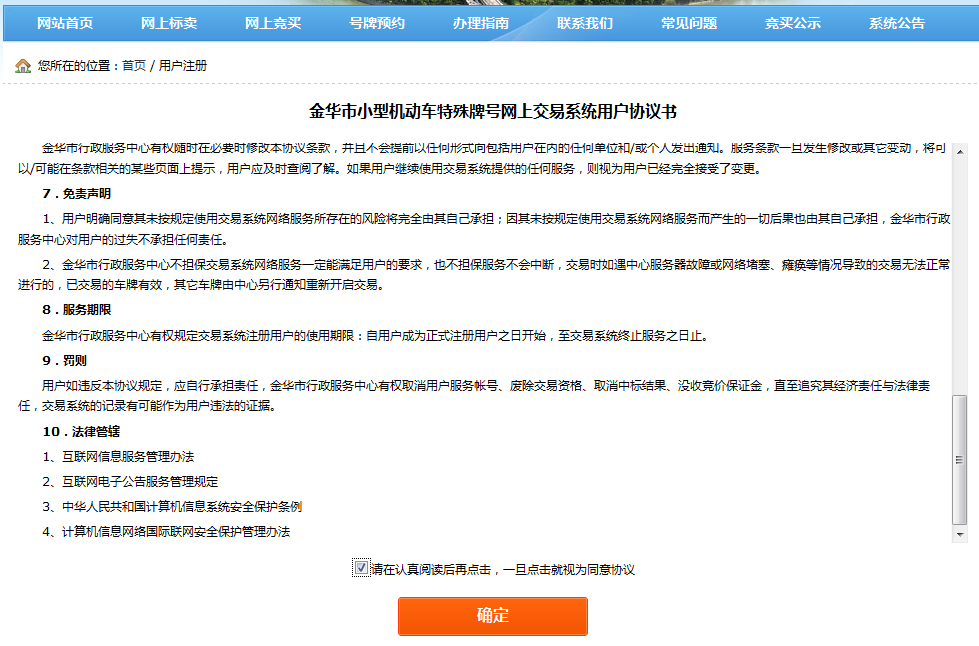 网站首页 网上标卖 网上竞买 号牌预约 办理指南 联系我们 常见问题 竞买公示 系统公告
您所在的位置：首页 / 用户注册
金华市小型机动车特殊牌号网上交易系统用户协议书
金华市行政服务中心有权随时在必要时修改本协议条款，并且不会提前以任何形式向包括用户在内的任何单位和/或个人发出通知。服务条款一旦发生修改或其它变动，将可
以/可能在条款相关的某些页面上提示，用户应及时查阅了解。如果用户继续使用交易系统提供的任何服务，则视为用户已经完全接受了变更。
7．免责声明
1、用户明确同意其未按规定使用交易系统网络服务所存在的风险将完全由其自己承担；因其未按规定使用交易系统网络服务而产生的一切后果也由其自己承担，金华市行政
服务中心对用户的过失不承担任何责任。
2、金华市行政服务中心不担保交易系统网络服务一定能满足用户的要求，也不担保服务不会中断，交易时如遇中心服务器故障或网络堵塞、瘫痪等情况导致的交易无法正常
进行的，已交易的车牌有效，其它车牌由中心另行通知重新开启交易。
8．服务期限
金华市行政服务中心有权规定交易系统注册用户的使用期限：自用户成为正式注册用户之日开始，至交易系统终止服务之日止。
9．罚则
用户如违反本协议规定，应自行承担责任，金华市行政服务中心有权取消用户服务帐号、废除交易资格、取消中标结果、没收竞价保证金，直至追究其经济责任与法律责
任，交易系统的记录有可能作为用户违法的证据。
10．法律管辖
1、互联网信息服务管理办法
2、互联网电子公告服务管理规定
3、中华人民共和国计算机信息系统安全保护条例
4、计算机信息网络国际联网安全保护管理办法
请在认真阅读后再点击，一旦点击就视为同意协议
确定